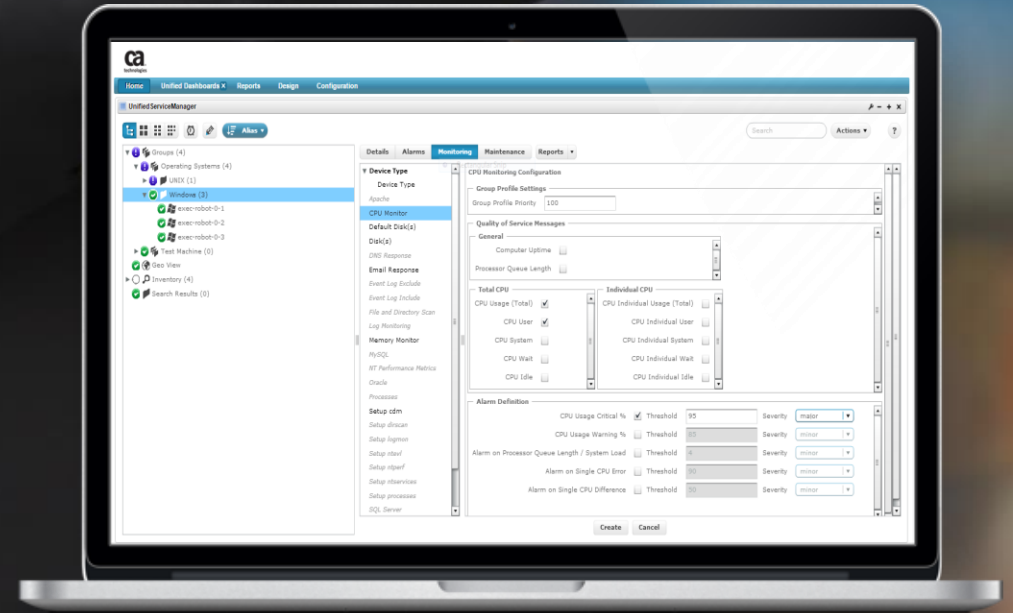 ca
technologies
Home Unified Dashboards X Reports Design Configuration
UnifiedServiceManager
Alias
Search
Actions
?
Groups (4)
Operating Systems (4)
UNIX (1)
Windows (3)
exec-robot-0-1
exec-robot-0-2
exec-robot-0-3
Test Machine (0)
Geo View
Inventory (4)
Search Results (0)
Details Alarms Monitoring Maintenance Reports
Device Type
Device Type
Apache
CPU Monitor
Default Disk(s)
Disk(s)
DNS Response
Email Response
Event Log Exclude
Event Log Include
File and Directory Scan
Log Monitoring
Memory Monitor
MySQL
NT Performance Metrics
Oracle
Processes
Setup cdm
Setup dirscan
Setup logmon
Setup ntevl
Setup ntperf
Setup ntservices
Setup processes
SQL Server
CPU Monitoring Configuration
Group Profile Settings
Group Profile Priority 100
Quality of Service Messages
General
Computer Uptime
Processor Queue Length
Total CPU
CPU Usage (Total)
CPU User
CPU System
CPU Wait
CPU Idle
Individual CPU
CPU Individual Usage (Total)
CPU Individual User
CPU Individual System
CPU Individual Wait
CPU Individual Idle
Alarm Definition
CPU Usage Critical % Threshold 95 Severity major
CPU Usage Warning % Threshold Severity minor
Alarm on Processor Queue Length / System Load Threshold 4 Severity minor
Alarm on Single CPU Error Threshold 90 Severity minor
Alarm on Single CPU Difference Threshold 50 Severity minor
Create Cancel